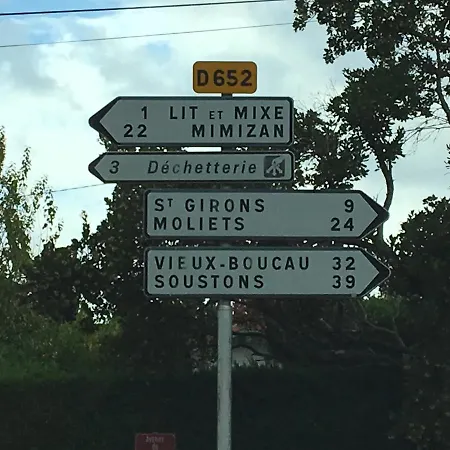 D652
1 LIT ET MIXE
22 MIMIZAN
3 Déchetterie
ST GIRONS 9
MOLIETS 24
VIEUX-BOUCAU 32
SOUSTONS 39